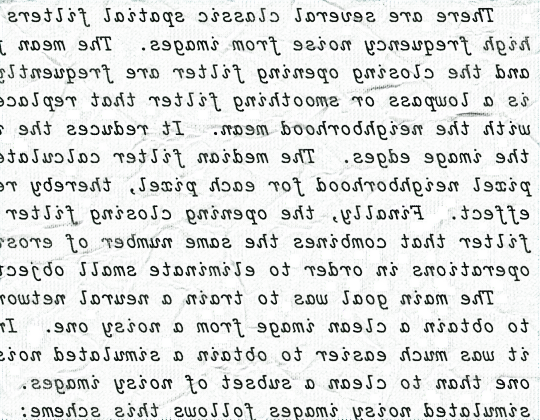 There are several classic spatial filters
high frequency noise from images. The mean
and the closing opening filter are frequently
is a lowpass or smoothing filter that replace
with the neighborhood mean. It reduces the
the image edges. The median filter calculate
pixel neighborhood for each pixel, thereby re
effect. Finally, the opening closing filter
filter that combines the same number of erosi
operations in order to eliminate small objec
The main goal was to train a neural networ
to obtain a clean image from a noisy one. In
it was much easier to obtain a simulated nois
one than to clean a subset of noisy images.
simulated noisy images follows this scheme: